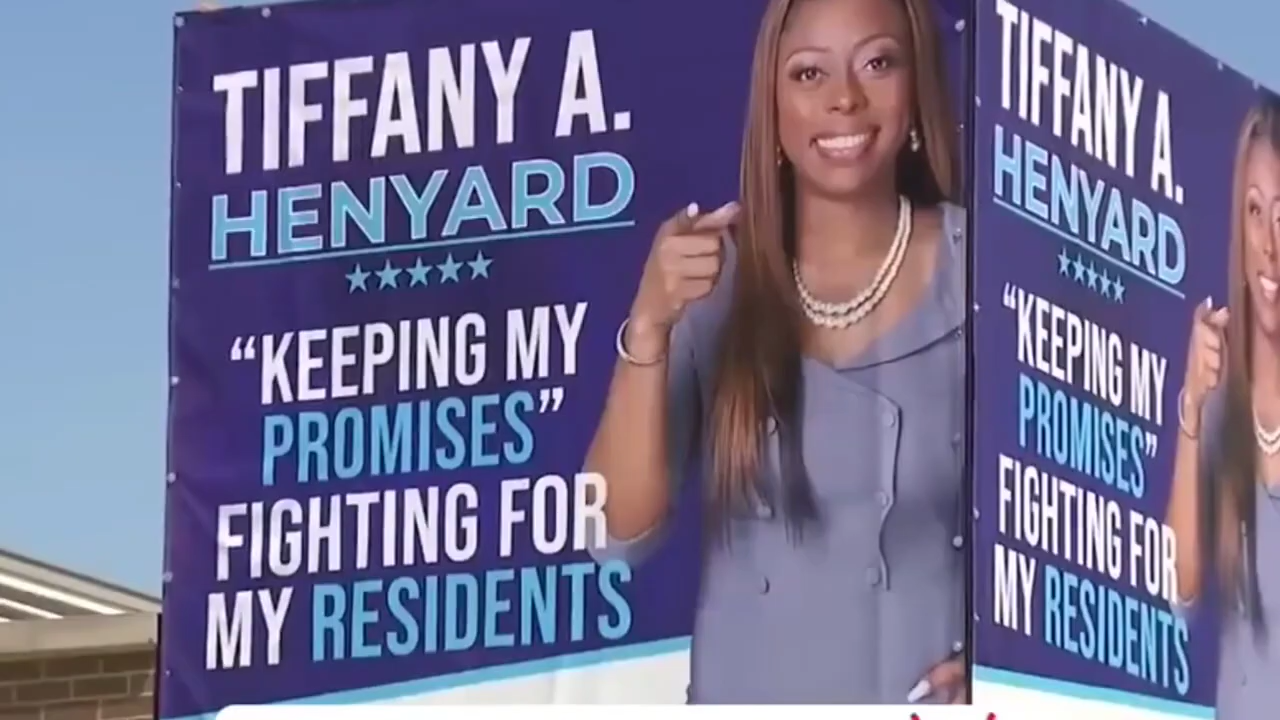 TIFFANY A.
HENYARD
“KEEPING MY
PROMISES”
FIGHTING FOR
MY RESIDENTS
TIFFANY A.
HENYARD
“KEEPING MY
PROMISES”
FIGHTING FOR
MY RESIDENTS